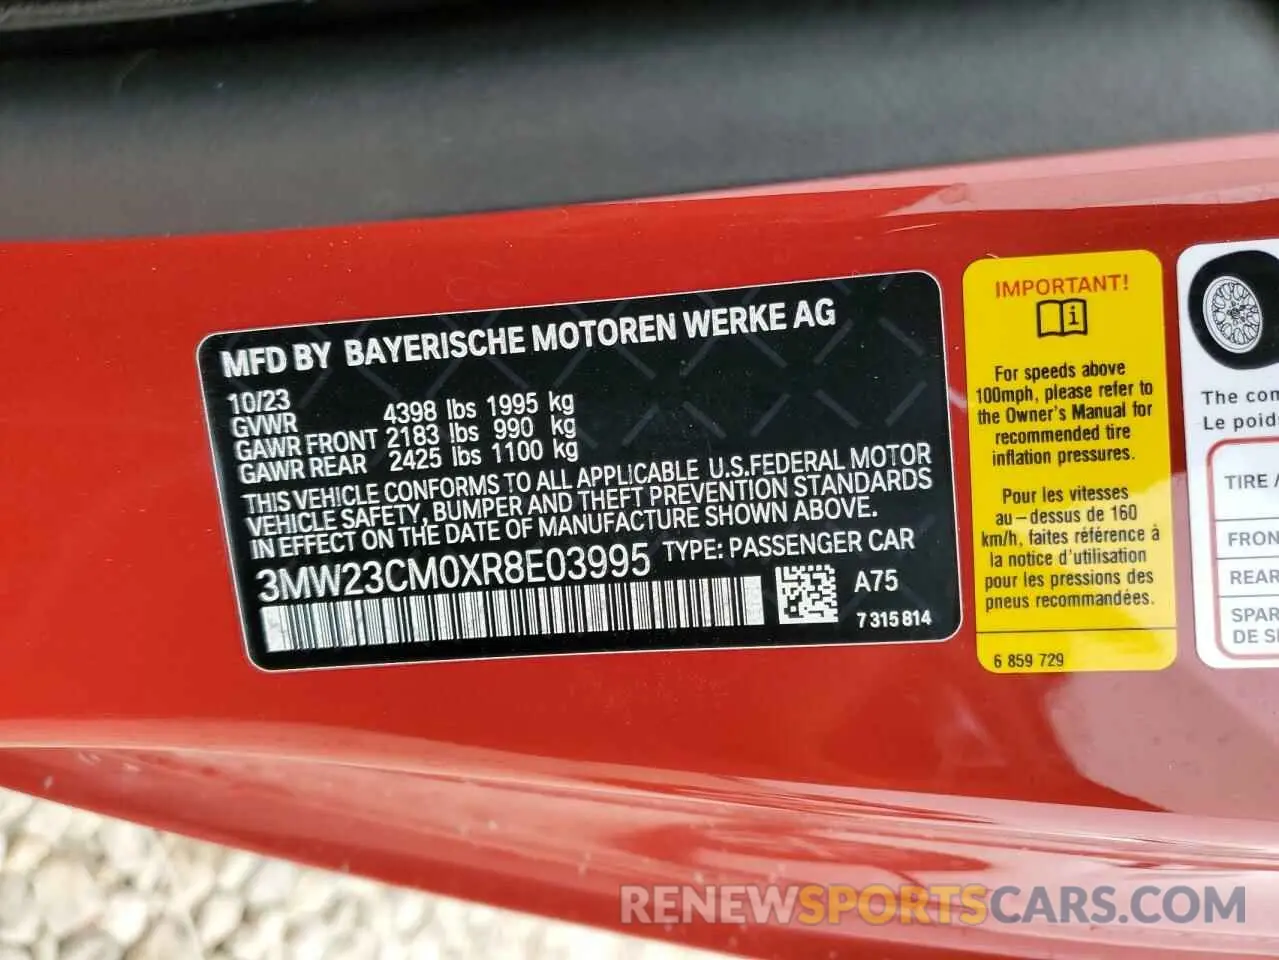 MFD BY BAYERISCHE MOTOREN WERKE AG
10/23
GVWR 4398 lbs 1995 kg
GAWR FRONT 2183 lbs 990 kg
GAWR REAR 2425 lbs 1100 kg
THIS VEHICLE CONFORMS TO ALL APPLICABLE U.S.FEDERAL MOTOR
VEHICLE SAFETY, BUMPER AND THEFT PREVENTION STANDARDS
IN EFFECT ON THE DATE OF MANUFACTURE SHOWN ABOVE.
3MW23CM0XR8E03995 TYPE: PASSENGER CAR
A75
7 315 814
IMPORTANT!
For speeds above
100mph, please refer to
the Owner's Manual for
recommended tire
inflation pressures.
Pour les vitesses
au-dessus de 160
km/h, faites référence à
la notice d'utilisation
pour les pressions des
pneus recommandées.
6 859 729
The con
Le poid
TIRE /
FRON
REAR
SPAR
DE S
RENEWSPORTSCARS.COM